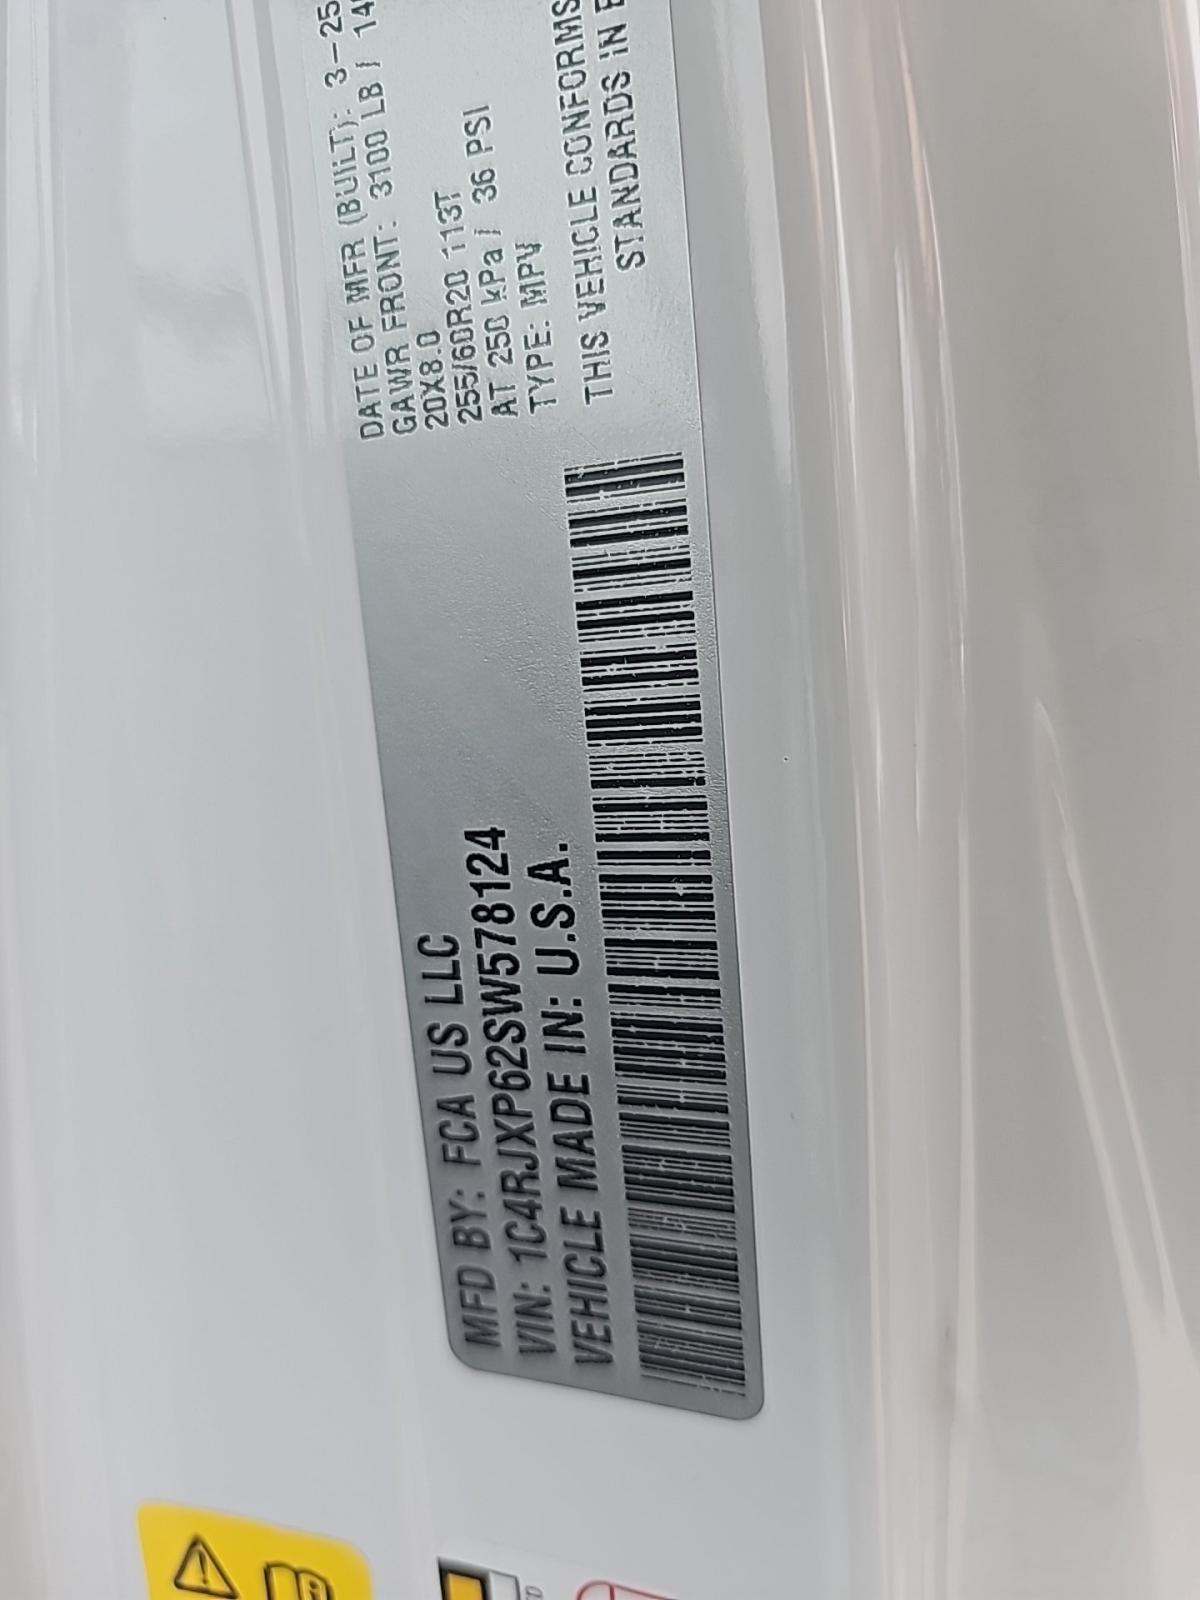 MFD BY: FCA US LLC
VIN: 1C4RJXP62SW578124
VEHICLE MADE IN: U.S.A.
DATE OF MFR (BUILT): 3-25
GAWR FRONT: 3100 LB / 14
20X8.0
255/60R20 113T
AT 250 kPa / 36 PSI
TYPE: MPV
THIS VEHICLE CONFORMS
STANDARDS IN E